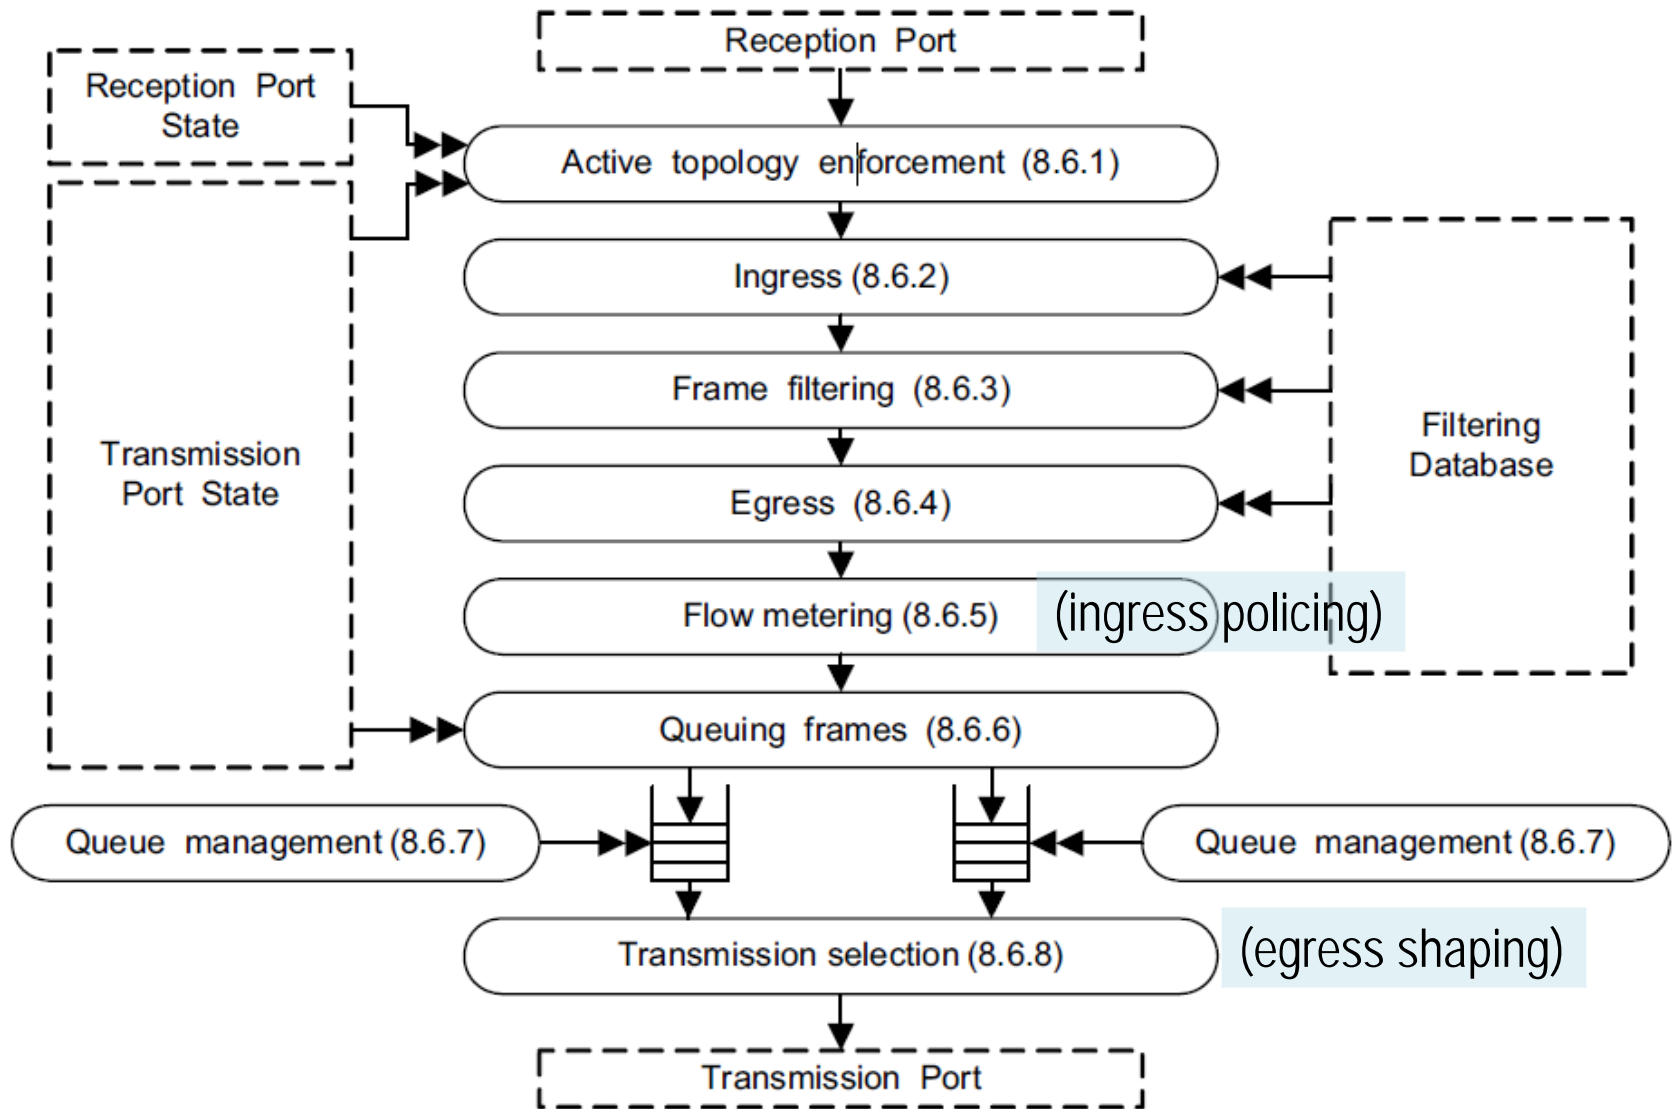 Reception Port
Reception Port
State
Active topology enforcement (8.6.1)
Ingress (8.6.2)
Frame filtering (8.6.3)
Filtering
Database
Transmission
Port State
Egress (8.6.4)
Flow metering (8.6.5)
(ingress policing)
Queuing frames (8.6.6)
Queue management (8.6.7)
Queue management (8.6.7)
Transmission selection (8.6.8)
(egress shaping)
Transmission Port